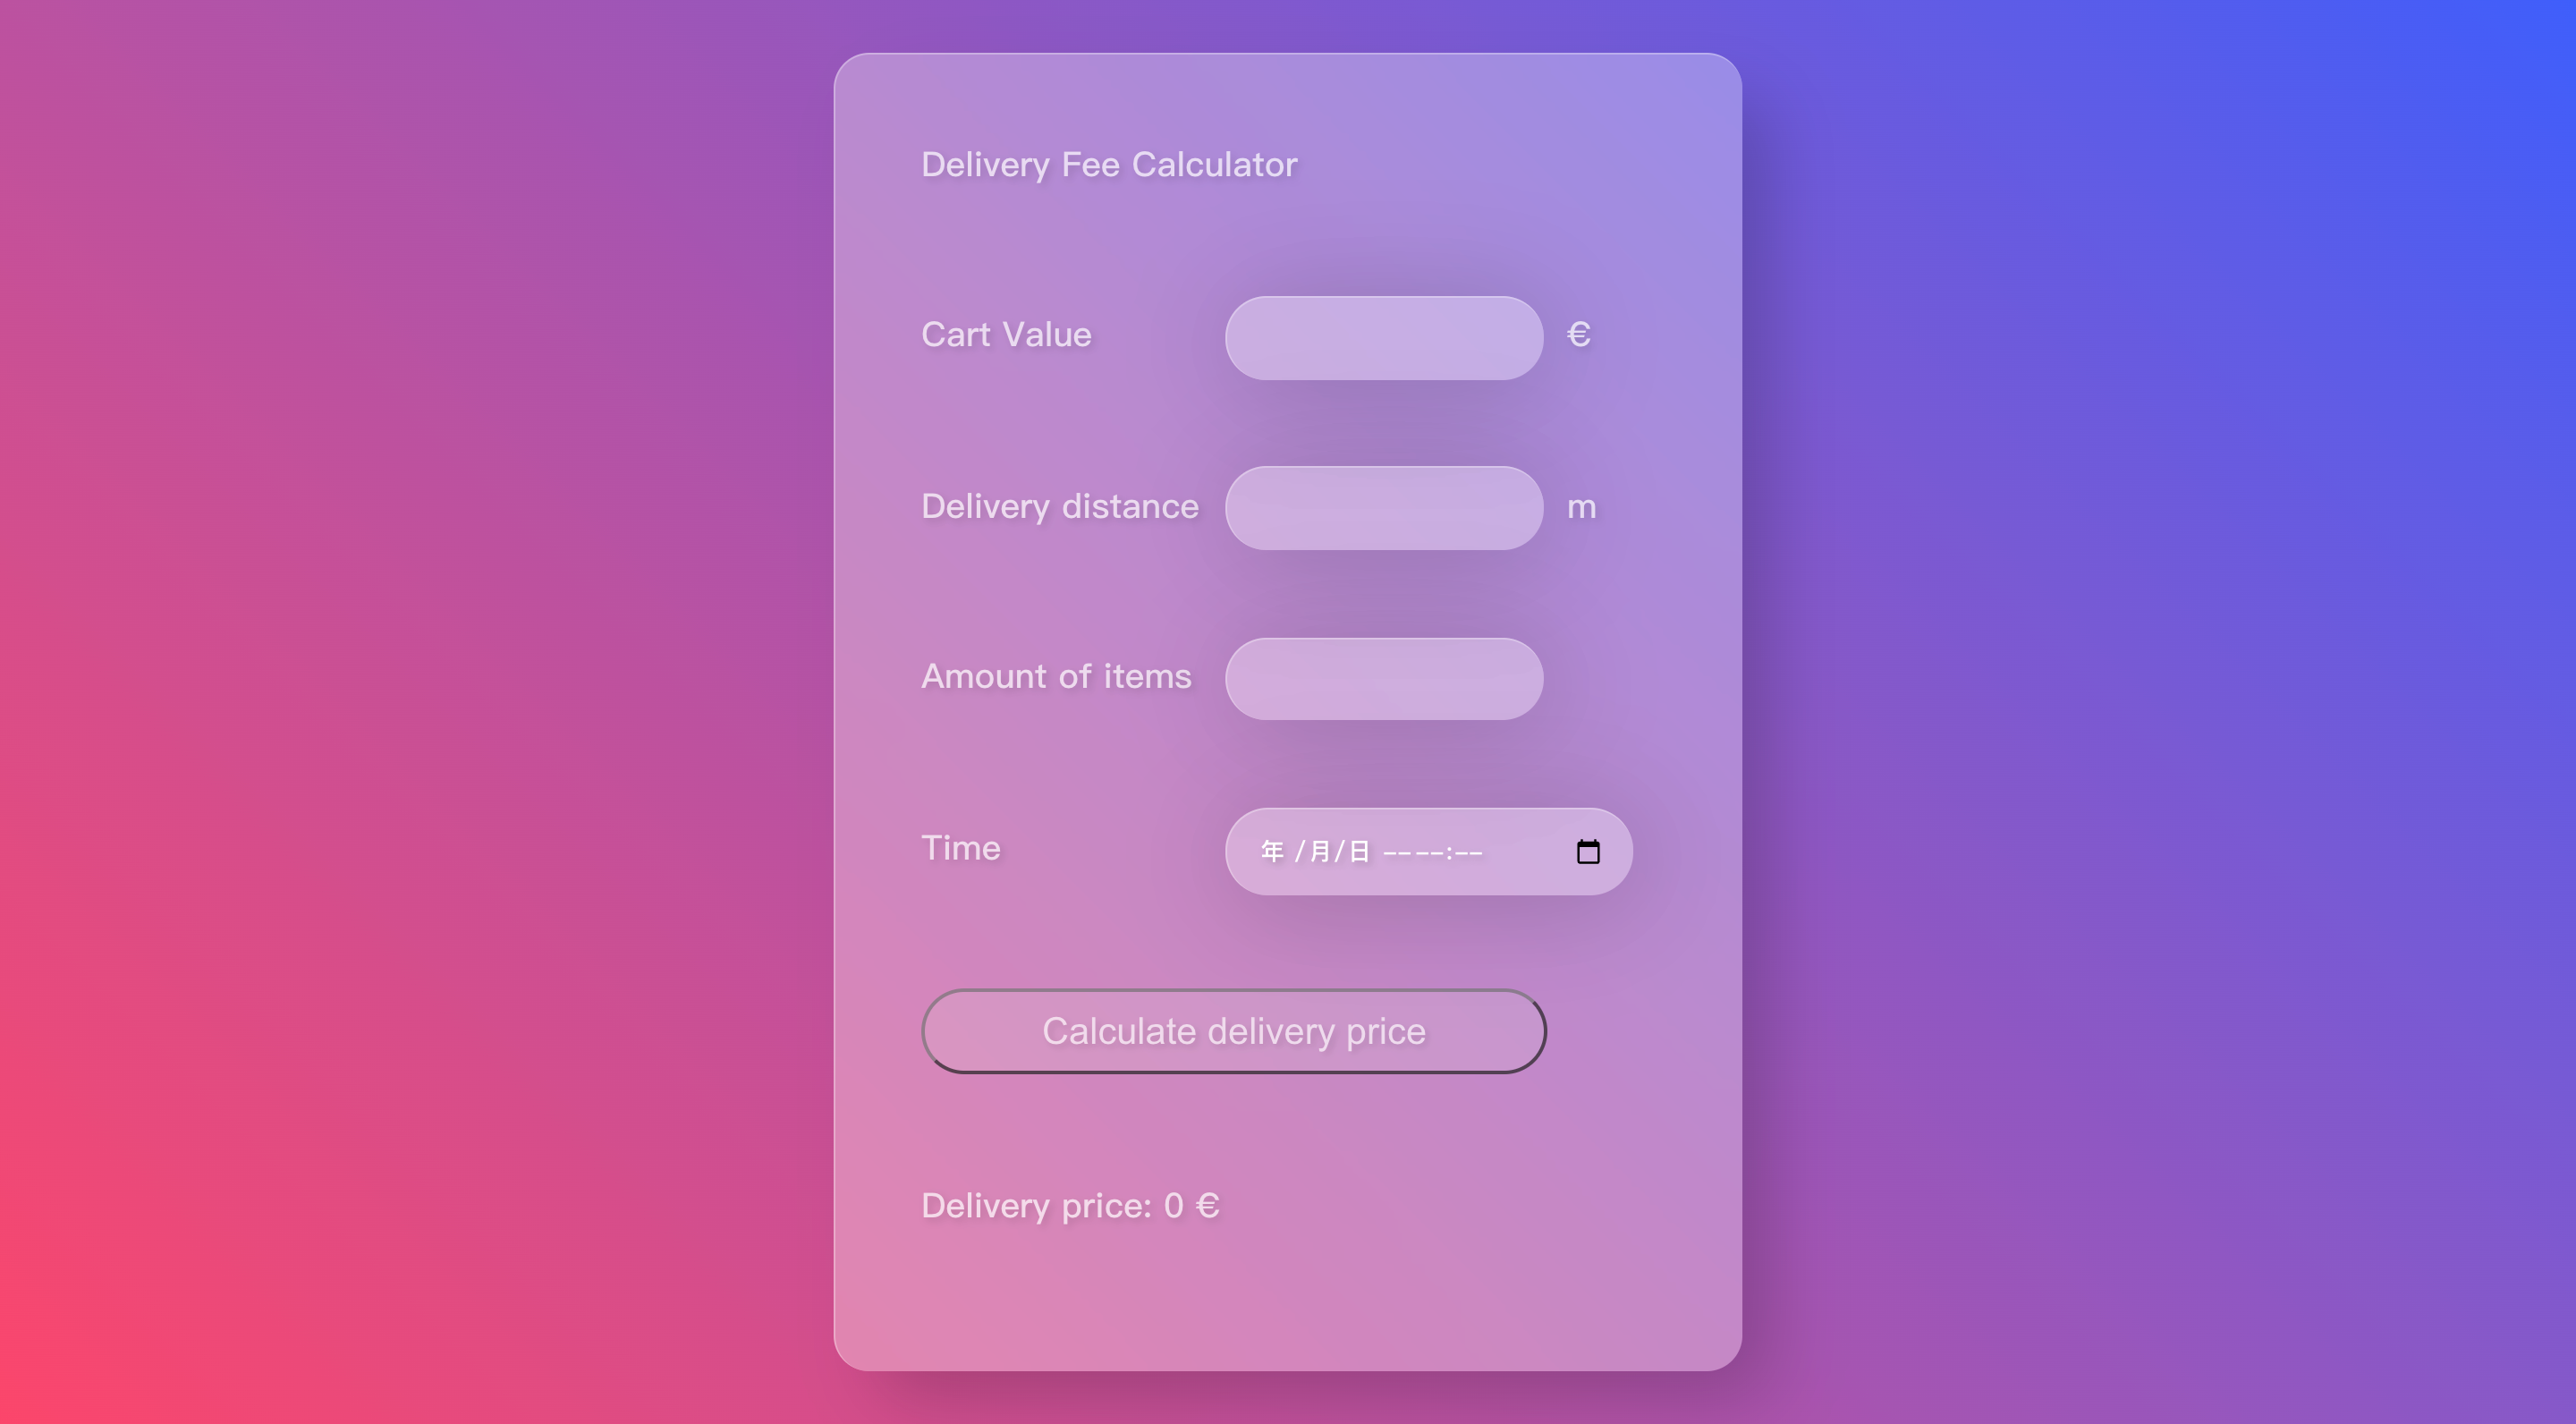 Delivery Fee Calculator
Cart Value €
Delivery distance m
Amount of items
Time 年 /月/日 −− −−:−−
Calculate delivery price
Delivery price: 0 €